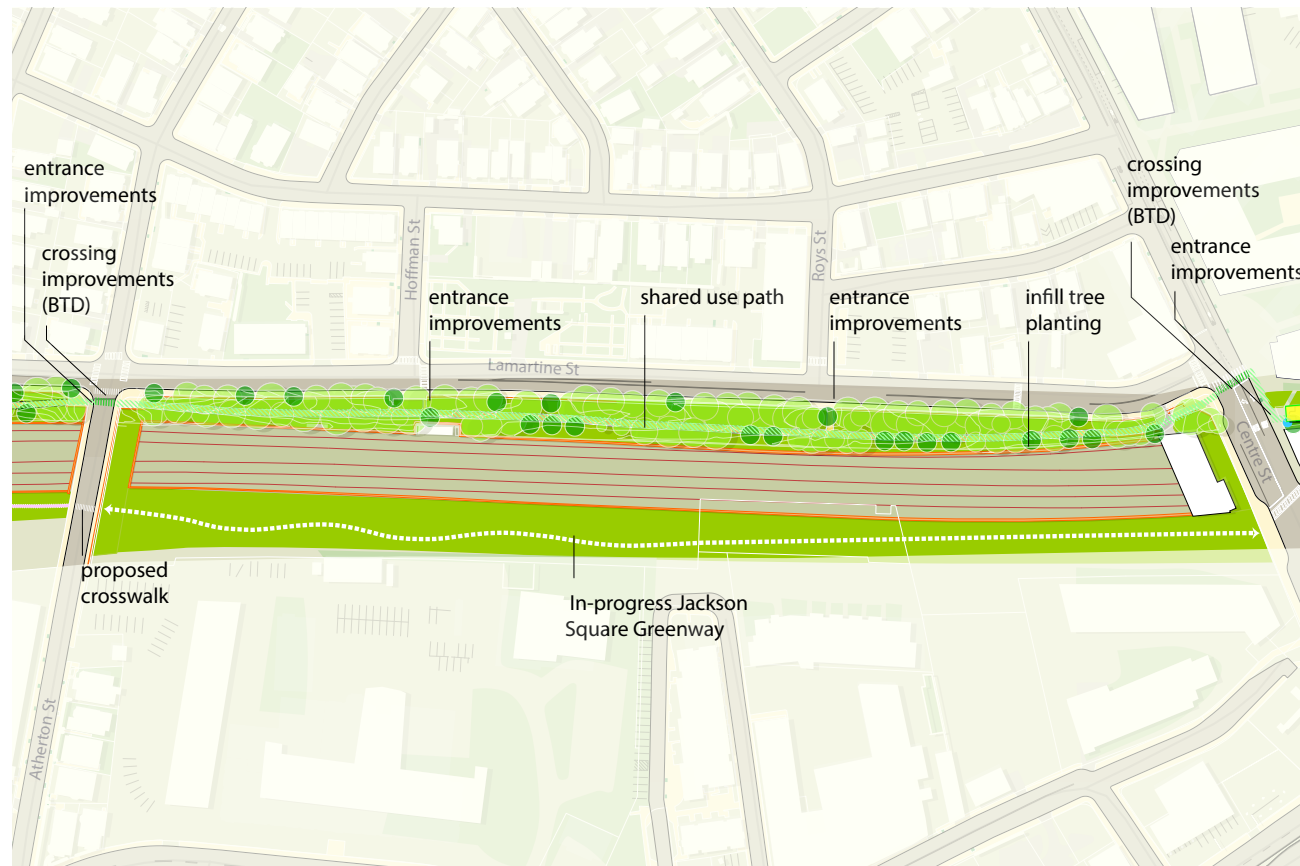 entrance
improvements
crossing
improvements
(BTD)
Hoffman St
entrance
improvements
shared use path
Roys St
entrance
improvements
infill tree
planting
crossing
improvements
(BTD)
entrance
improvements
Lamartine St
Centre St
proposed
crosswalk
In-progress Jackson
Square Greenway
Atherton St